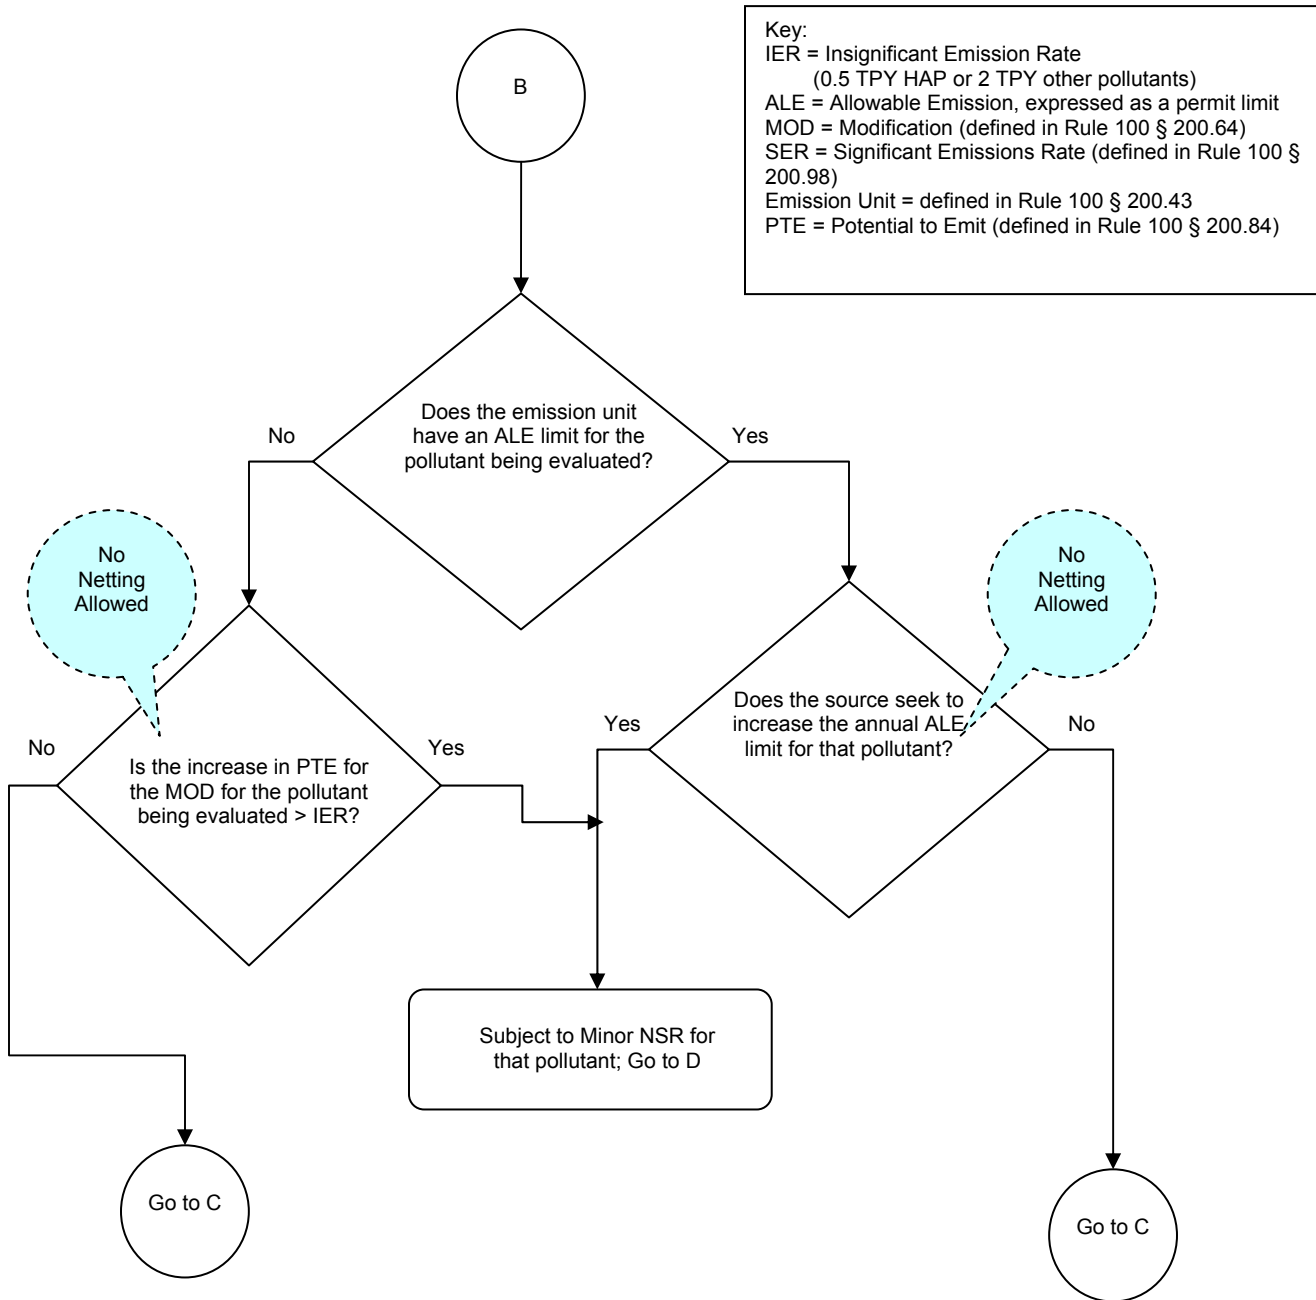 B
Key:
IER = Insignificant Emission Rate
(0.5 TPY HAP or 2 TPY other pollutants)
ALE = Allowable Emission, expressed as a permit limit
MOD = Modification (defined in Rule 100 § 200.64)
SER = Significant Emissions Rate (defined in Rule 100 §
200.98)
Emission Unit = defined in Rule 100 § 200.43
PTE = Potential to Emit (defined in Rule 100 § 200.84)
Does the emission unit
have an ALE limit for the
pollutant being evaluated?
No
Yes
No
Netting
Allowed
No
Netting
Allowed
Is the increase in PTE for
the MOD for the pollutant
being evaluated > IER?
No
Yes
Does the source seek to
increase the annual ALE
limit for that pollutant?
Yes
No
Subject to Minor NSR for
that pollutant; Go to D
Go to C
Go to C